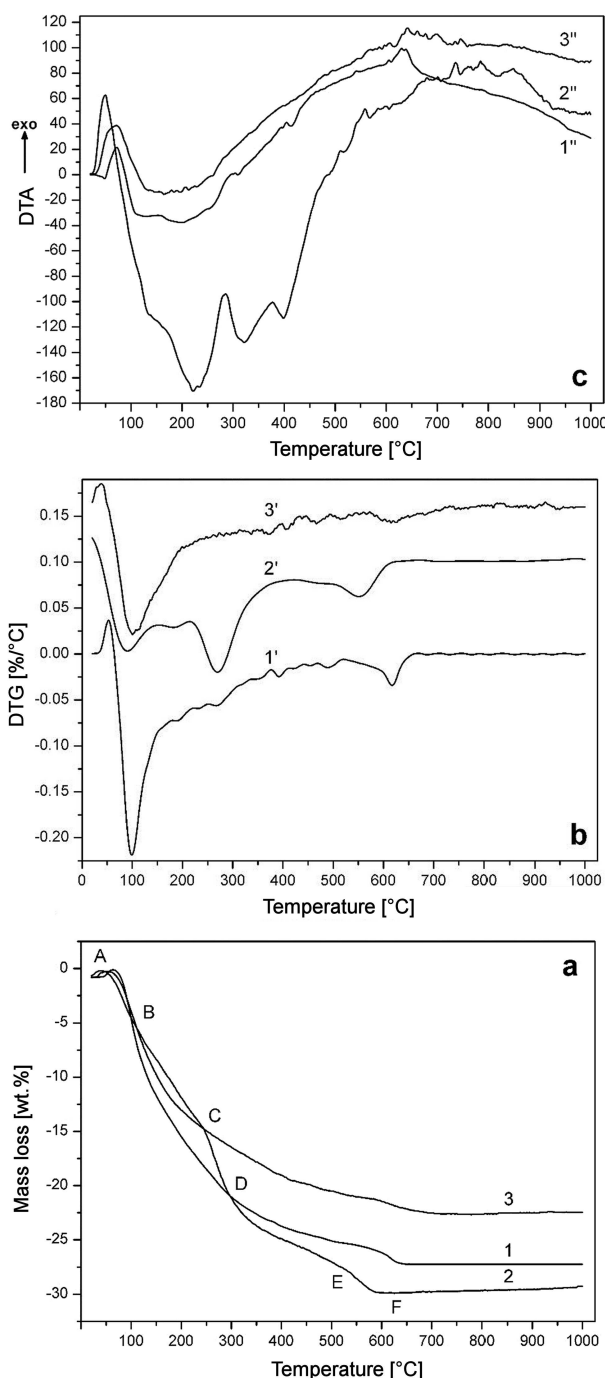 120
100
80
60
40
20
0
-20
-40
-60
-80
-100
-120
-140
-160
-180
exo
DTA
3"
2"
1"
c
100 200 300 400 500 600 700 800 900 1000
Temperature [°C]
0.15
0.10
0.05
0.00
-0.05
-0.10
-0.15
-0.20
DTG [%/°C]
3'
2'
1'
b
0 100 200 300 400 500 600 700 800 900 1000
Temperature [°C]
0
-5
-10
-15
-20
-25
-30
Mass loss [wt.%]
a
A
B
C
D
3
1
2
E
F
0 100 200 300 400 500 600 700 800 900 1000
Temperature [°C]